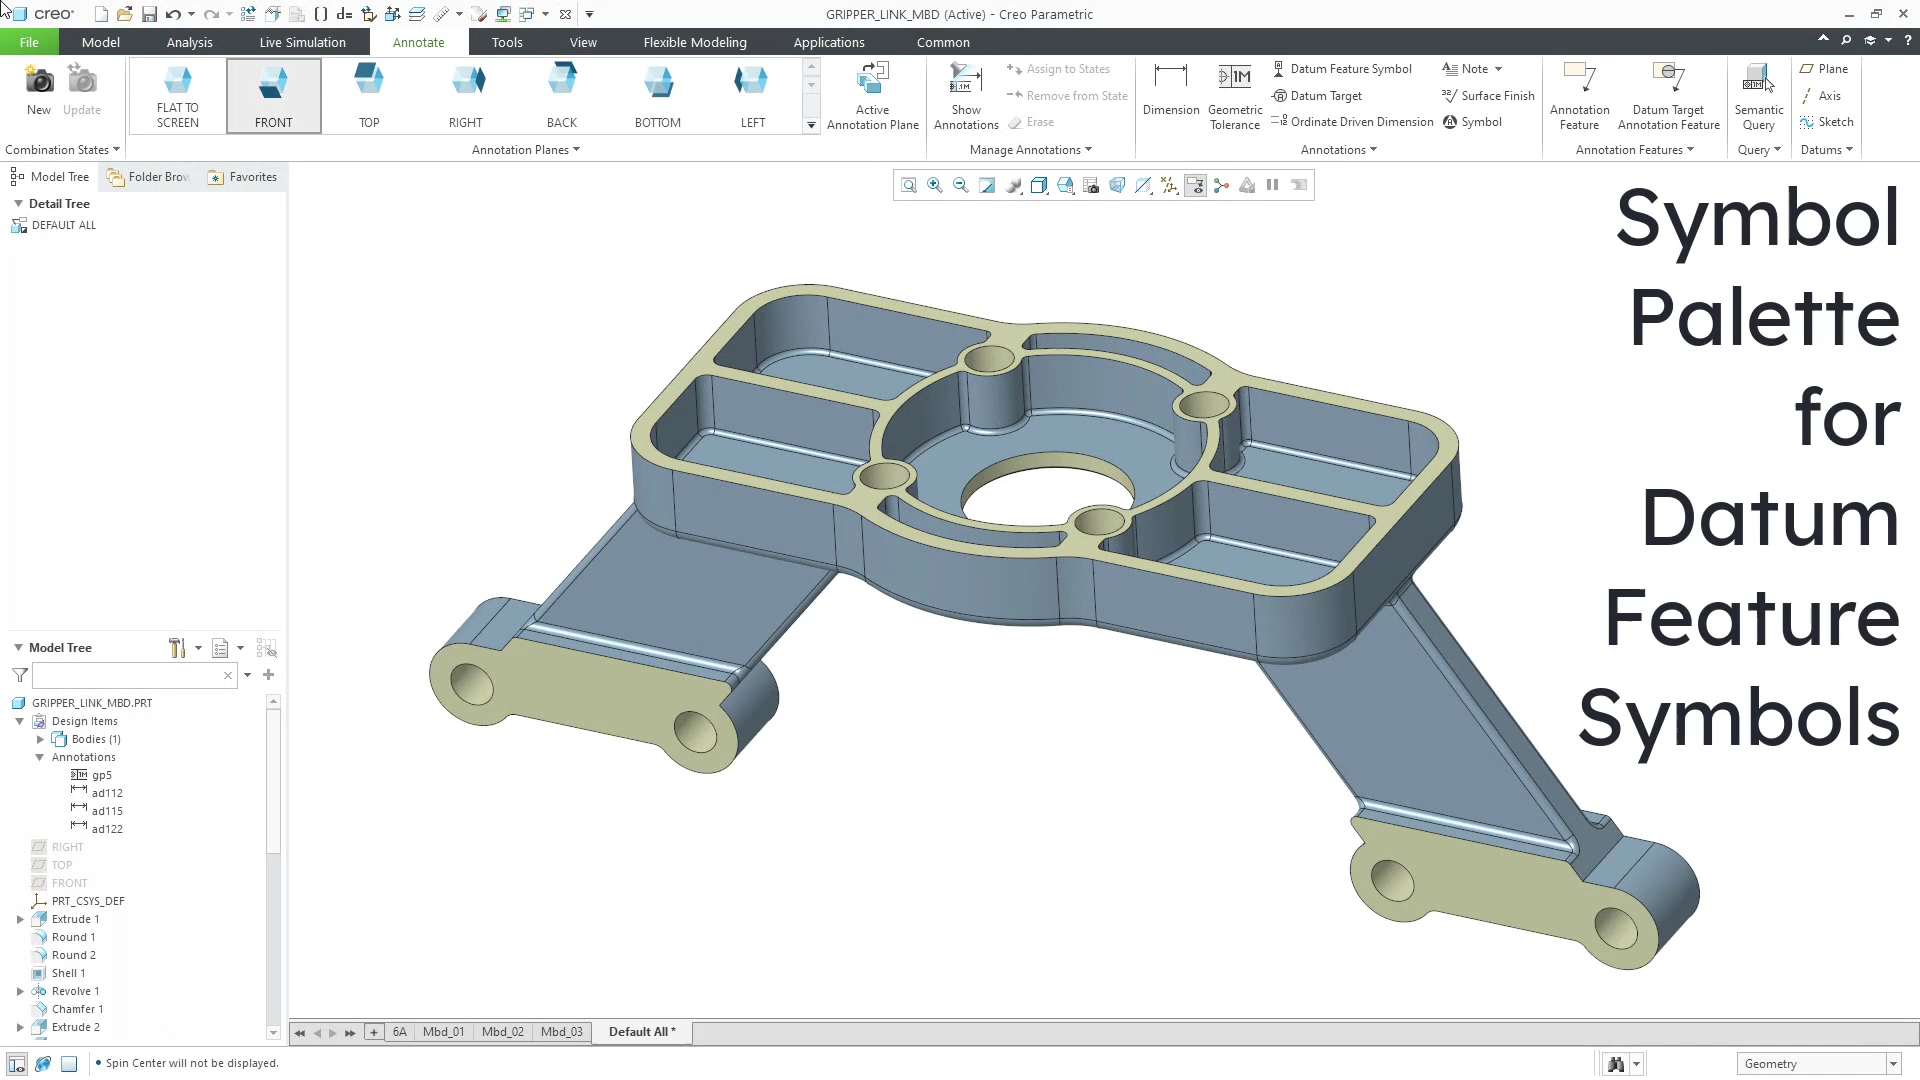 creo
GRIPPER_LINK_MBD (Active) - Creo Parametric
File
Model
Analysis
Live Simulation
Annotate
Tools
View
Flexible Modeling
Applications
Common
New
Update
FLAT TO
SCREEN
FRONT
TOP
RIGHT
BACK
BOTTOM
LEFT
Active
Annotation Plane
Show
Annotations
Assign to States
Remove from State
Erase
Dimension
Geometric
Tolerance
Datum Feature Symbol
Datum Target
Ordinate Driven Dimension
Note
Surface Finish
Symbol
Annotation
Feature
Datum Target
Annotation Feature
Semantic
Query
Plane
Axis
Sketch
Combination States
Annotation Planes
Manage Annotations
Annotations
Annotation Features
Query
Datums
Model Tree
Folder Brow
Favorites
Detail Tree
DEFAULT ALL
Symbol
Palette
for
Datum
Feature
Symbols
Model Tree
GRIPPER_LINK_MBD.PRT
Design Items
Bodies (1)
Annotations
gp5
ad112
ad115
ad122
RIGHT
TOP
FRONT
PRT_CSYS_DEF
Extrude 1
Round 1
Round 2
Shell 1
Revolve 1
Chamfer 1
Extrude 2
6A
Mbd_01
Mbd_02
Mbd_03
Default All *
Spin Center will not be displayed.
Geometry